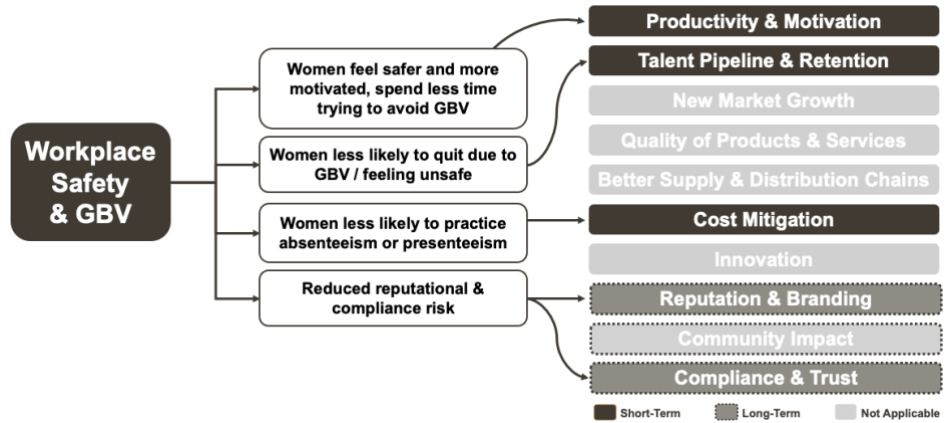 Workplace
Safety
& GBV
Women feel safer and more
motivated, spend less time
trying to avoid GBV
Women less likely to quit due to
GBV / feeling unsafe
Women less likely to practice
absenteeism or presenteeism
Reduced reputational &
compliance risk
Productivity & Motivation
Talent Pipeline & Retention
New Market Growth
Quality of Products & Services
Better Supply & Distribution Chains
Cost Mitigation
Innovation
Reputation & Branding
Community Impact
Compliance & Trust
Short-Term
Long-Term
Not Applicable